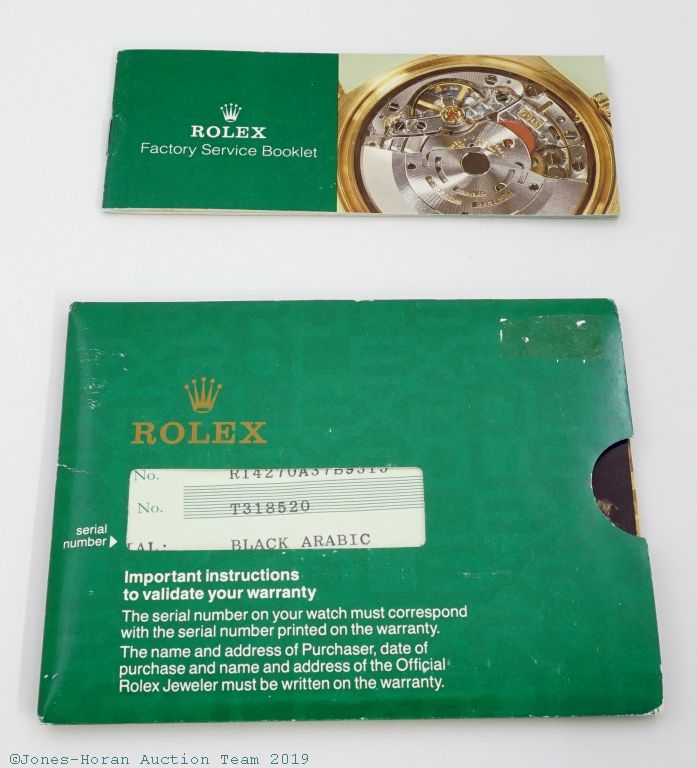 ROLEX
Factory Service Booklet
ROLEX
No. R14270A37B9315
No. T318520
IAL: BLACK ARABIC
serial
number
Important instructions
to validate your warranty
The serial number on your watch must correspond
with the serial number printed on the warranty.
The name and address of Purchaser, date of
purchase and name and address of the Official
Rolex Jeweler must be written on the warranty.
©Jones-Horan Auction Team 2019